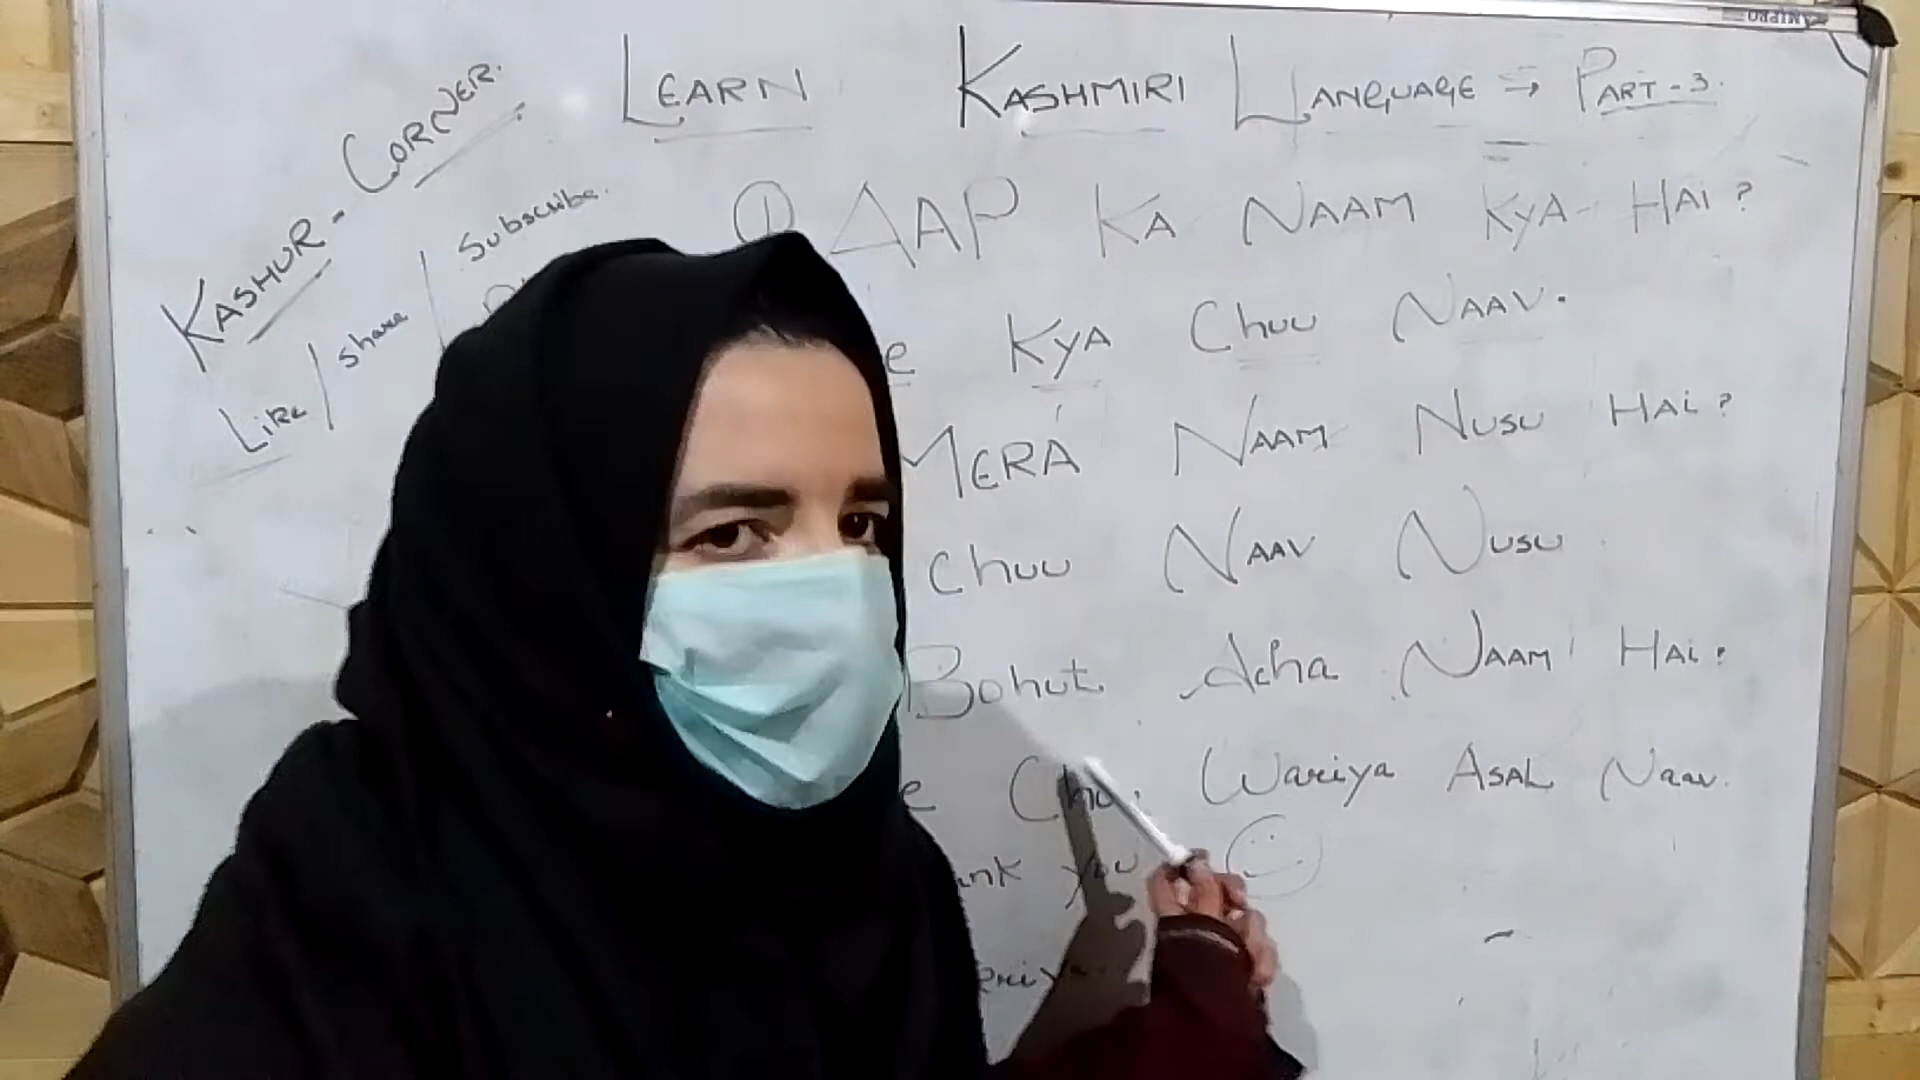 KASHUR - CORNER.
LEARN KASHMIRI LANGUAGE → PART - 3.
Like / share / Subscribe.
① AAP KA NAAM KYA HAI ?
KYA Chuu NAAV.
MERA NAAM NUSU HAI ?
Chuu NAAV NUSU
Bohut Acha NAAM HAI.
Chu. Wariya ASAL Naav.
you